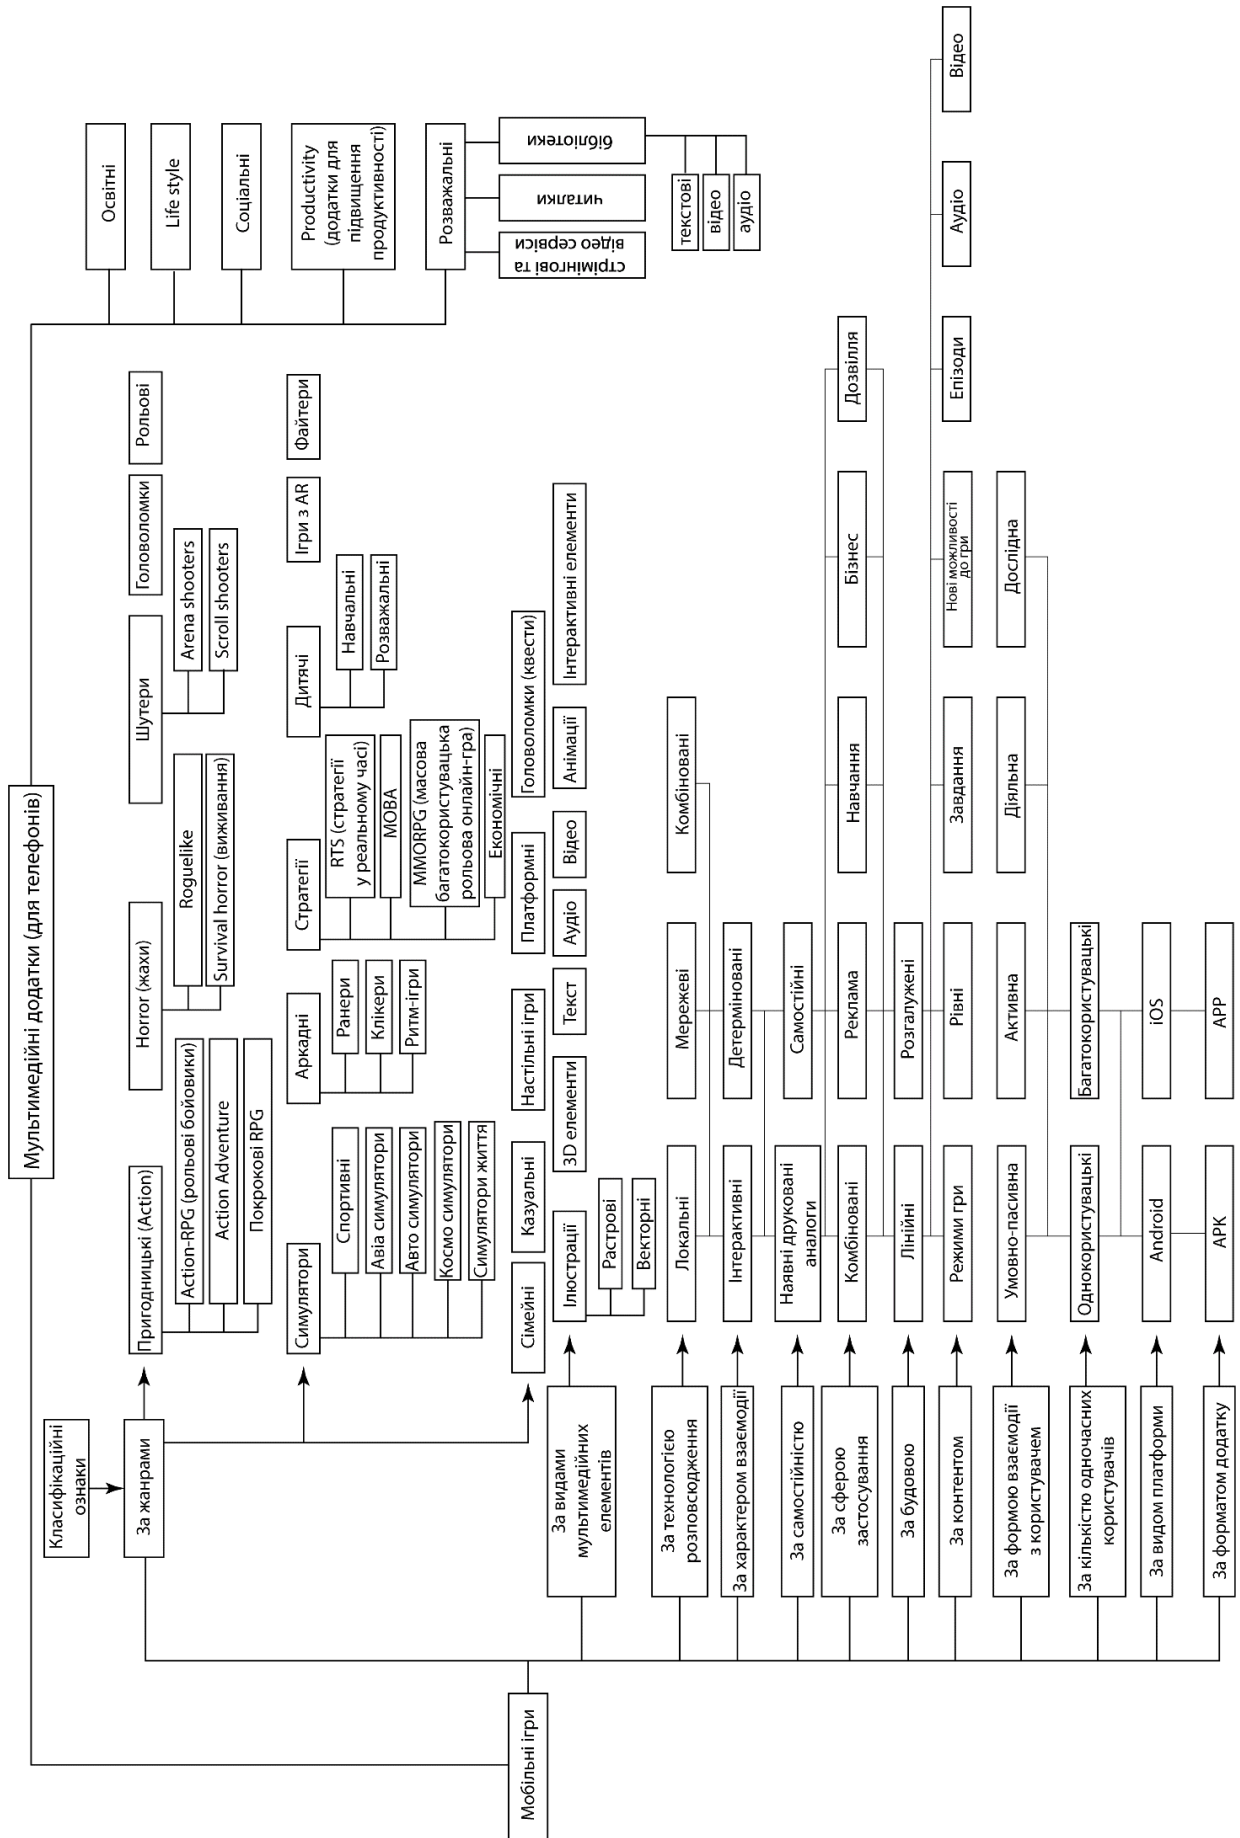 Мультимедійні додатки (для телефонів)
Мобільні ігри
Класифікаційні
ознаки
За жанрами
Пригодницькі (Action)
Action-RPG (рольові бойовики)
Action Adventure
Покрокові RPG
Horror (жахи)
Roguelike
Survival horror (виживання)
Шутери
Arena shooters
Scroll shooters
Головоломки
Рольові
Симулятори
Спортивні
Авіа симулятори
Авто симулятори
Космо симулятори
Симулятори життя
Аркадні
Ранери
Клікери
Ритм-ігри
Стратегії
RTS (стратегії
у реальному часі)
MOBA
MMORPG (масова
багатокористувацька
рольова онлайн-гра)
Економічні
Дитячі
Навчальні
Розважальні
Ігри з AR
Файтери
Сімейні
Казуальні
Настільні ігри
Платформні
Головоломки (квести)
За видами
мультимедійних
елементів
Ілюстрації
Растрові
Векторні
3D елементи
Текст
Аудіо
Відео
Анімації
Інтерактивні елементи
За технологією
розповсюдження
Локальні
Мережеві
Комбіновані
За характером взаємодії
Інтерактивні
Детерміновані
За самостійністю
Наявні друковані
аналоги
Самостійні
За сферою
застосування
Комбіновані
Реклама
Навчання
Бізнес
Дозвілля
За будовою
Лінійні
Розгалужені
За контентом
Режими гри
Рівні
Завдання
Нові можливості
до гри
Епізоди
Аудіо
Відео
За формою взаємодії
з користувачем
Умовно-пасивна
Активна
Діяльна
Дослідна
За кількістю одночасних
користувачів
Однокористувацькі
Багатокористувацькі
За видом платформи
Android
iOS
За форматом додатку
APK
APP
Освітні
Life style
Соціальні
Productivity
(додатки для
підвищення
продуктивності)
Розважальні
стрімінгові та
відео сервіси
читалки
бібліотеки
текстові
відео
аудіо